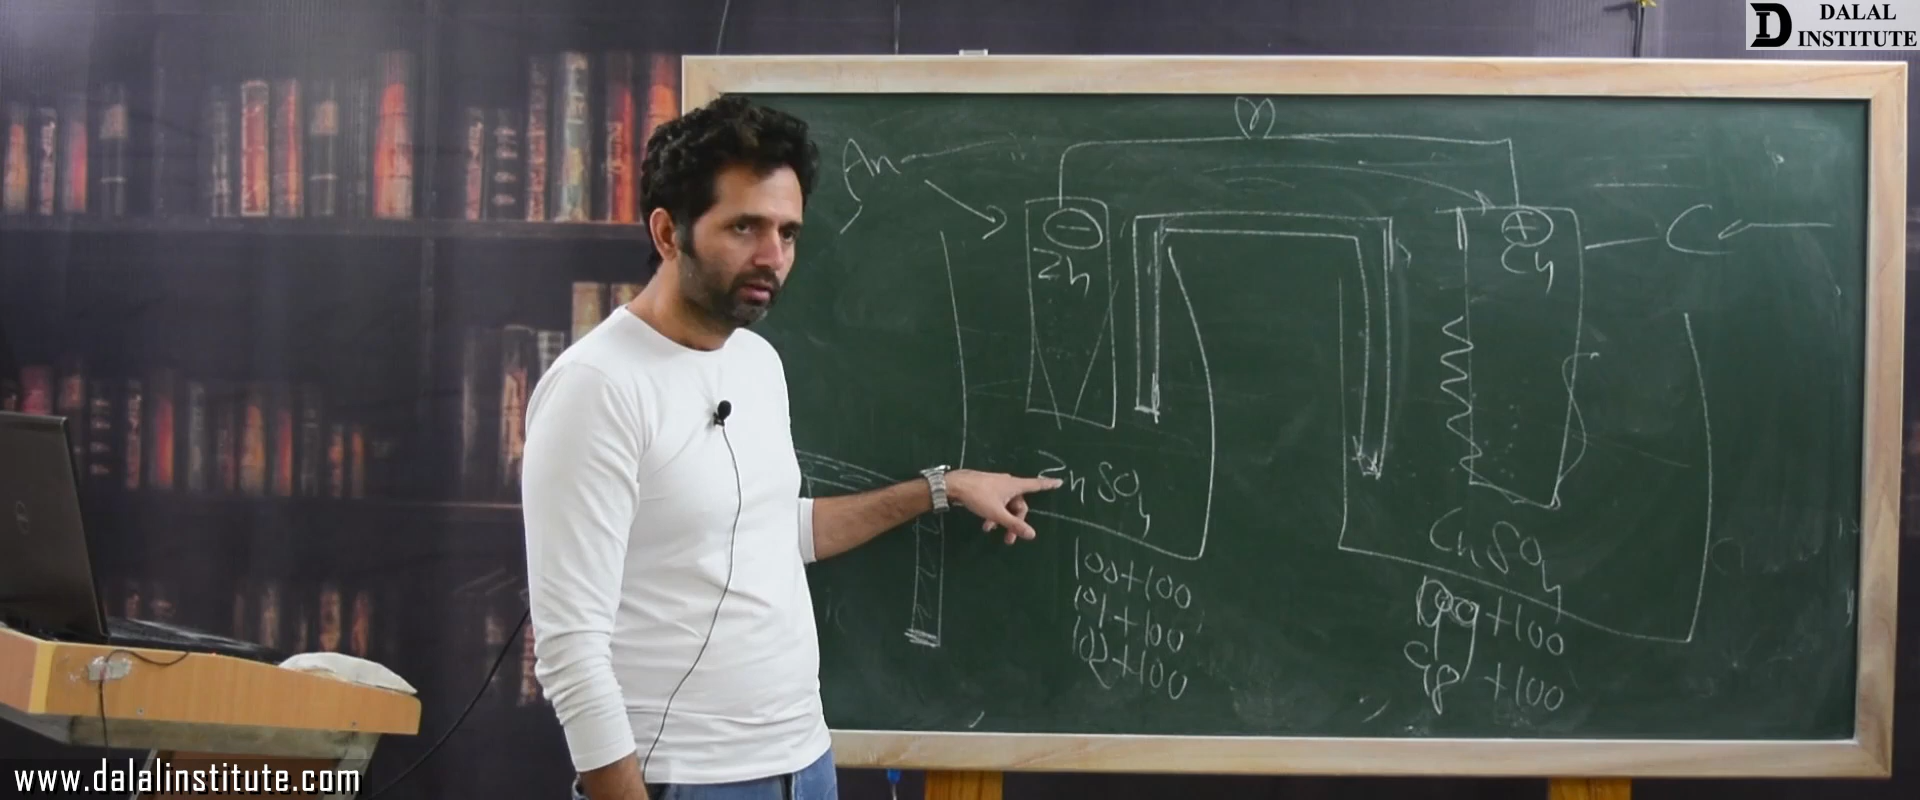 DALAL
INSTITUTE
An
−
Zn
+
Cu
C
ZnSO4
100+100
101+100
102+100
CuSO4
+100
98 +100
www.dalalinstitute.com